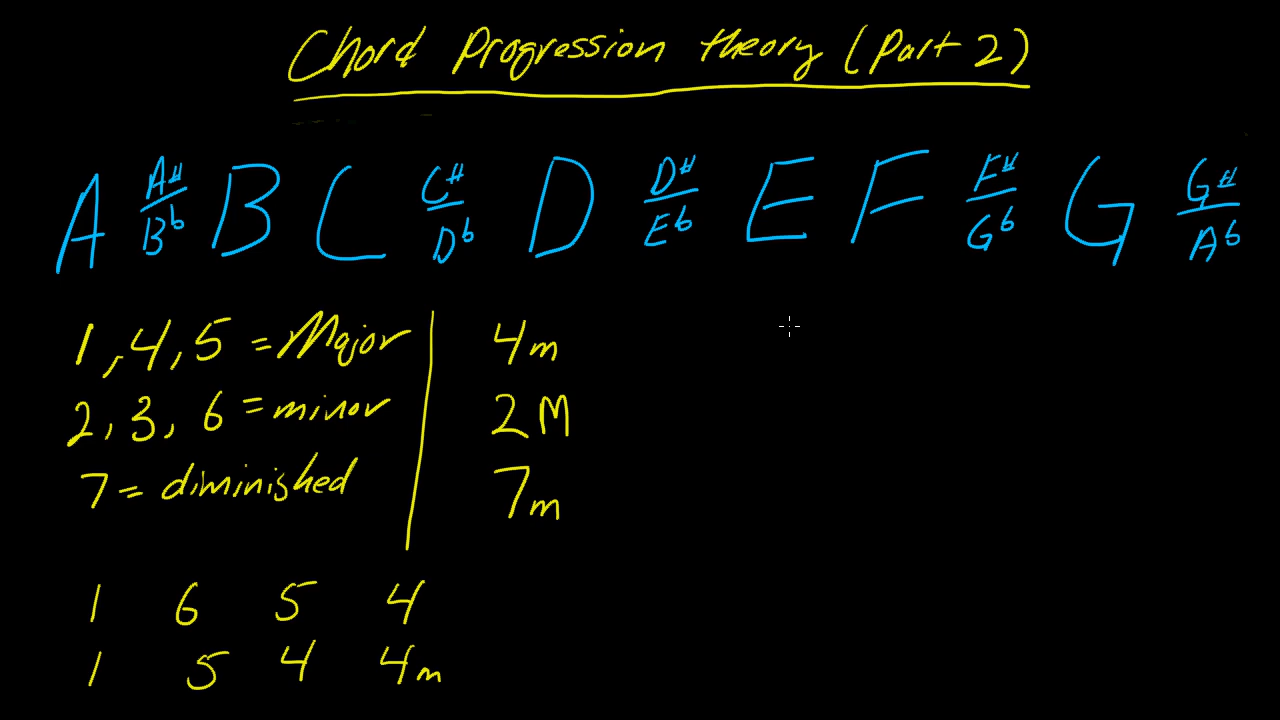 Chord Progression theory (Part 2)
A A#/Bb B C C#/Db D D#/Eb E F F#/Gb G G#/Ab
1, 4, 5 = Major | 4m
2, 3, 6 = minor | 2M
7 = diminished | 7m
1 6 5 4
1 5 4 4m